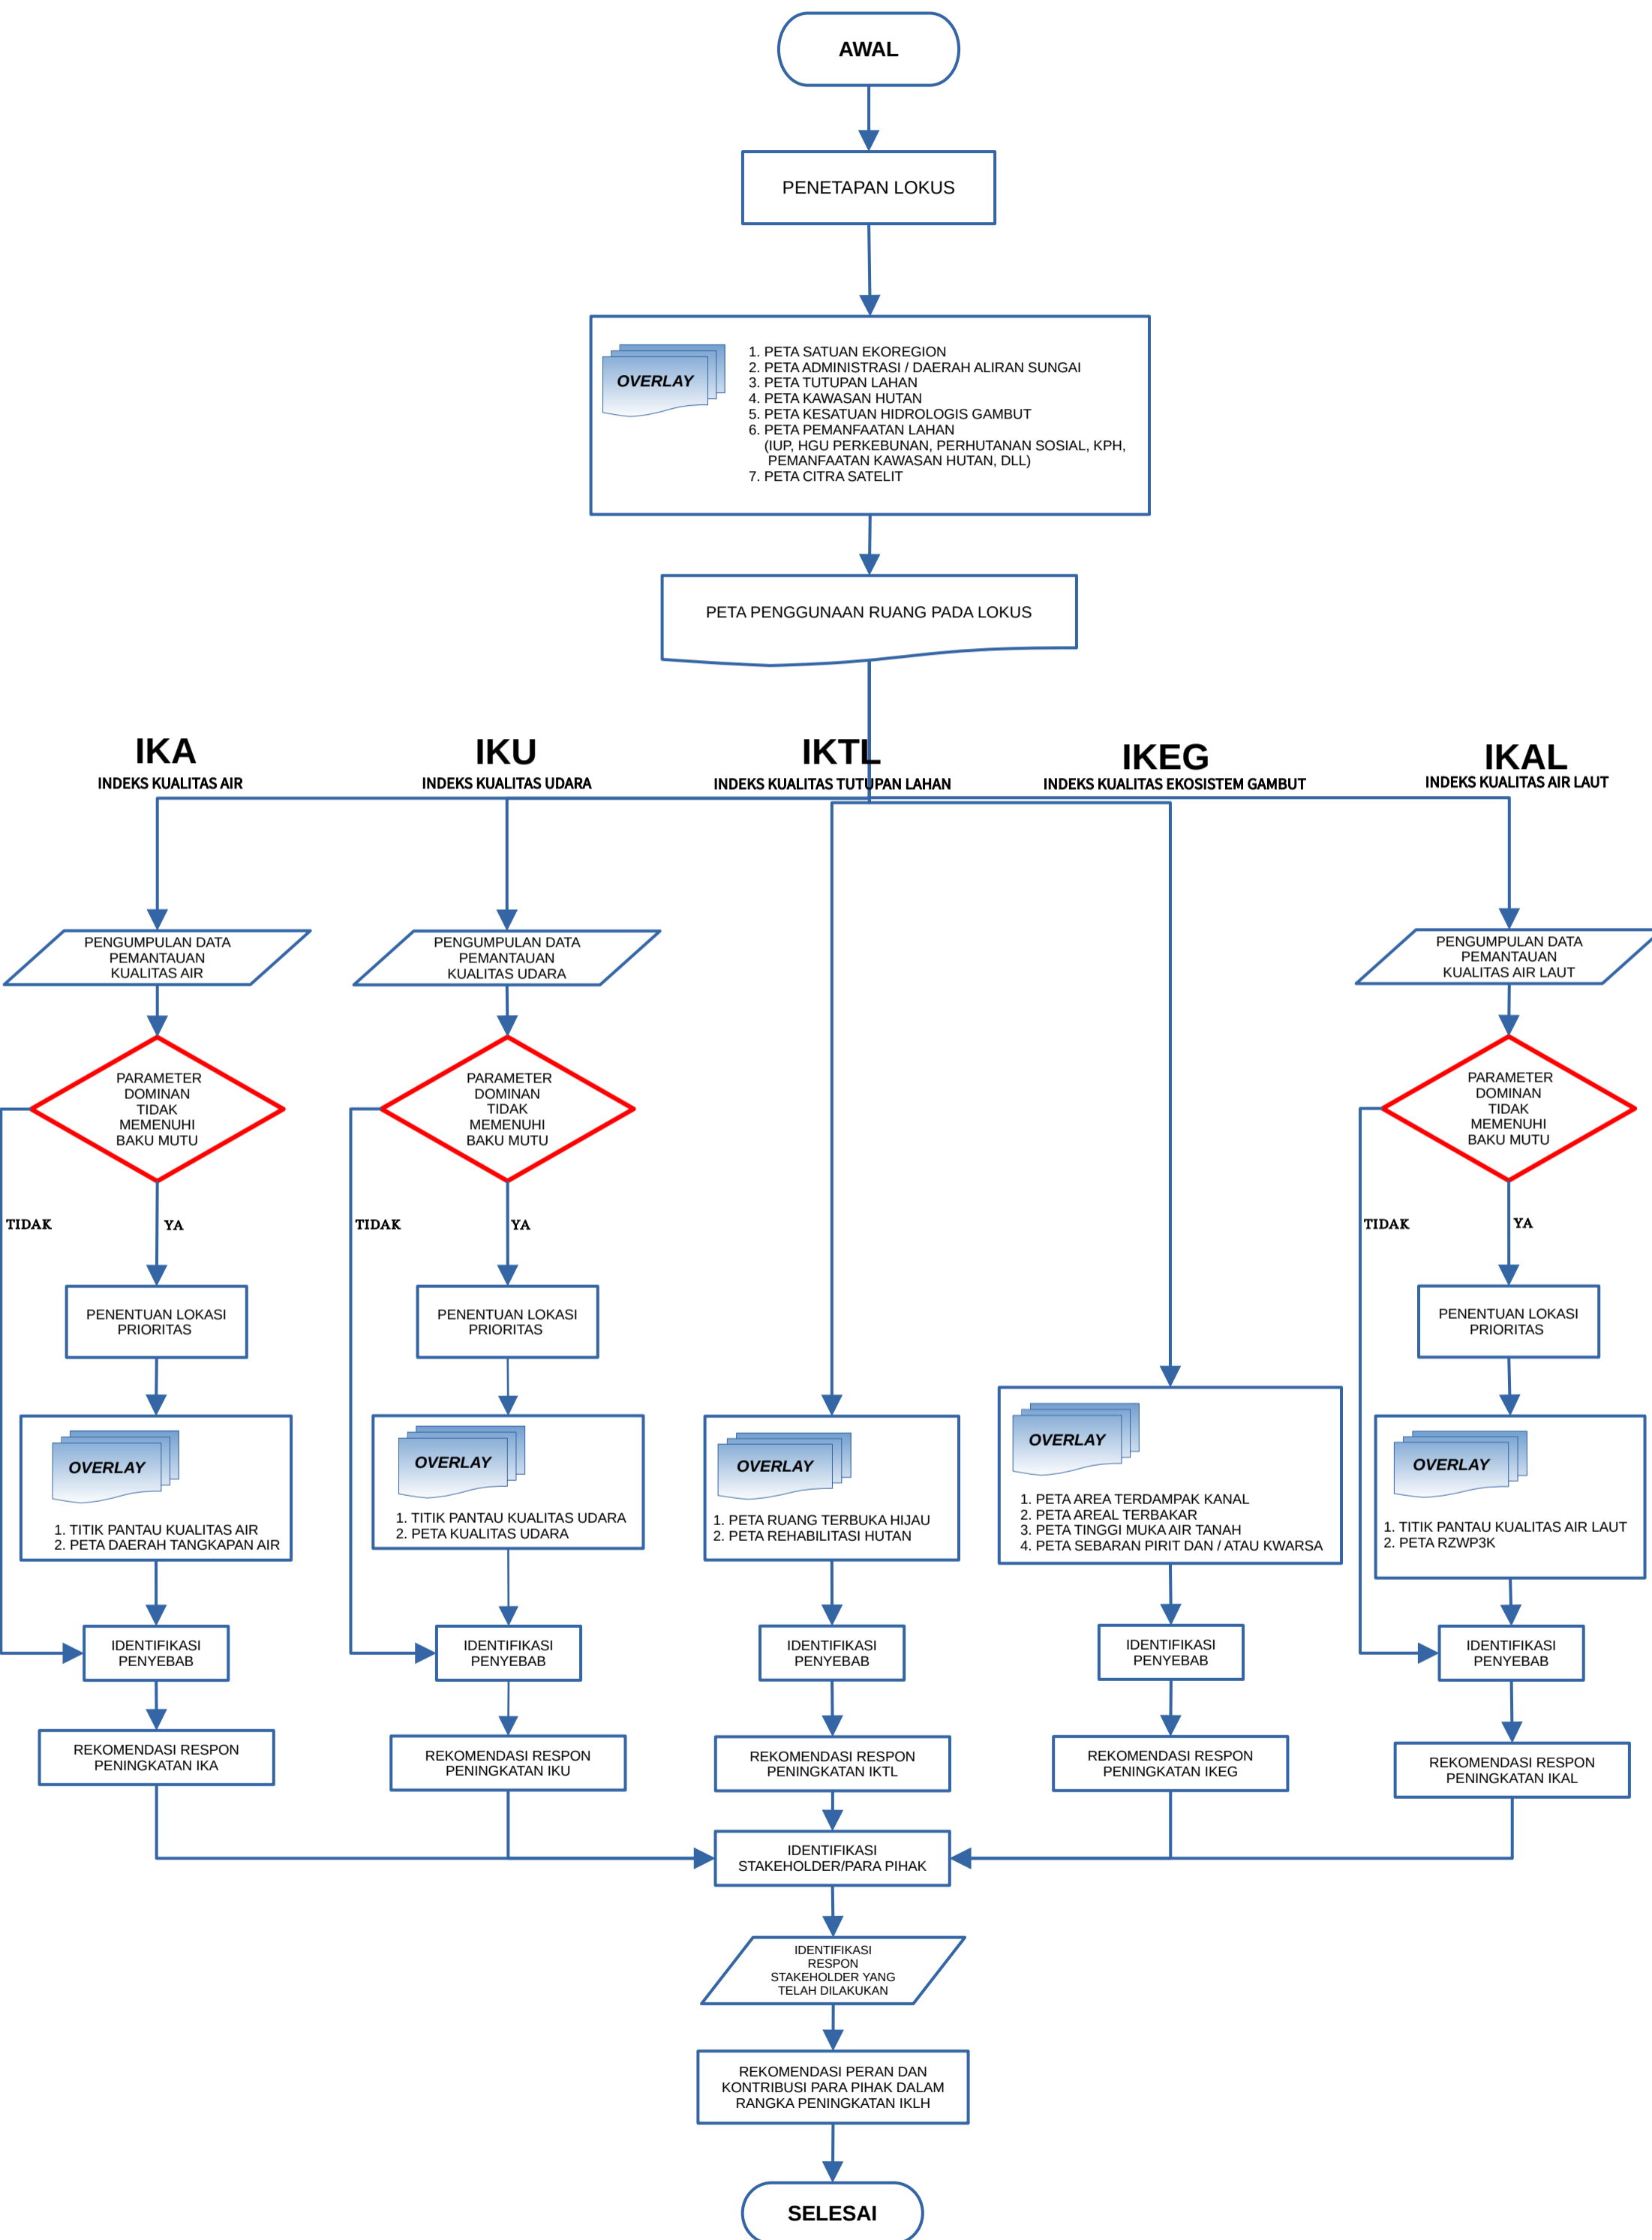 AWAL
PENETAPAN LOKUS
OVERLAY
1. PETA SATUAN EKOREGION
2. PETA ADMINISTRASI / DAERAH ALIRAN SUNGAI
3. PETA TUTUPAN LAHAN
4. PETA KAWASAN HUTAN
5. PETA KESATUAN HIDROLOGIS GAMBUT
6. PETA PEMANFAATAN LAHAN
(IUP, HGU PERKEBUNAN, PERHUTANAN SOSIAL, KPH,
PEMANFAATAN KAWASAN HUTAN, DLL)
7. PETA CITRA SATELIT
PETA PENGGUNAAN RUANG PADA LOKUS
IKA
INDEKS KUALITAS AIR
PENGUMPULAN DATA
PEMANTAUAN
KUALITAS AIR
PARAMETER
DOMINAN
TIDAK
MEMENUHI
BAKU MUTU
TIDAK
YA
PENENTUAN LOKASI
PRIORITAS
OVERLAY
1. TITIK PANTAU KUALITAS AIR
2. PETA DAERAH TANGKAPAN AIR
IDENTIFIKASI
PENYEBAB
REKOMENDASI RESPON
PENINGKATAN IKA
IKU
INDEKS KUALITAS UDARA
PENGUMPULAN DATA
PEMANTAUAN
KUALITAS UDARA
PARAMETER
DOMINAN
TIDAK
MEMENUHI
BAKU MUTU
TIDAK
YA
PENENTUAN LOKASI
PRIORITAS
OVERLAY
1. TITIK PANTAU KUALITAS UDARA
2. PETA KUALITAS UDARA
IDENTIFIKASI
PENYEBAB
REKOMENDASI RESPON
PENINGKATAN IKU
IKTL
INDEKS KUALITAS TUTUPAN LAHAN
OVERLAY
1. PETA RUANG TERBUKA HIJAU
2. PETA REHABILITASI HUTAN
IDENTIFIKASI
PENYEBAB
REKOMENDASI RESPON
PENINGKATAN IKTL
IKEG
INDEKS KUALITAS EKOSISTEM GAMBUT
OVERLAY
1. PETA AREA TERDAMPAK KANAL
2. PETA AREAL TERBAKAR
3. PETA TINGGI MUKA AIR TANAH
4. PETA SEBARAN PIRIT DAN / ATAU KWARSA
IDENTIFIKASI
PENYEBAB
REKOMENDASI RESPON
PENINGKATAN IKEG
IKAL
INDEKS KUALITAS AIR LAUT
PENGUMPULAN DATA
PEMANTAUAN
KUALITAS AIR LAUT
PARAMETER
DOMINAN
TIDAK
MEMENUHI
BAKU MUTU
TIDAK
YA
PENENTUAN LOKASI
PRIORITAS
OVERLAY
1. TITIK PANTAU KUALITAS AIR LAUT
2. PETA RZWP3K
IDENTIFIKASI
PENYEBAB
REKOMENDASI RESPON
PENINGKATAN IKAL
IDENTIFIKASI
STAKEHOLDER/PARA PIHAK
IDENTIFIKASI
RESPON
STAKEHOLDER YANG
TELAH DILAKUKAN
REKOMENDASI PERAN DAN
KONTRIBUSI PARA PIHAK DALAM
RANGKA PENINGKATAN IKLH
SELESAI